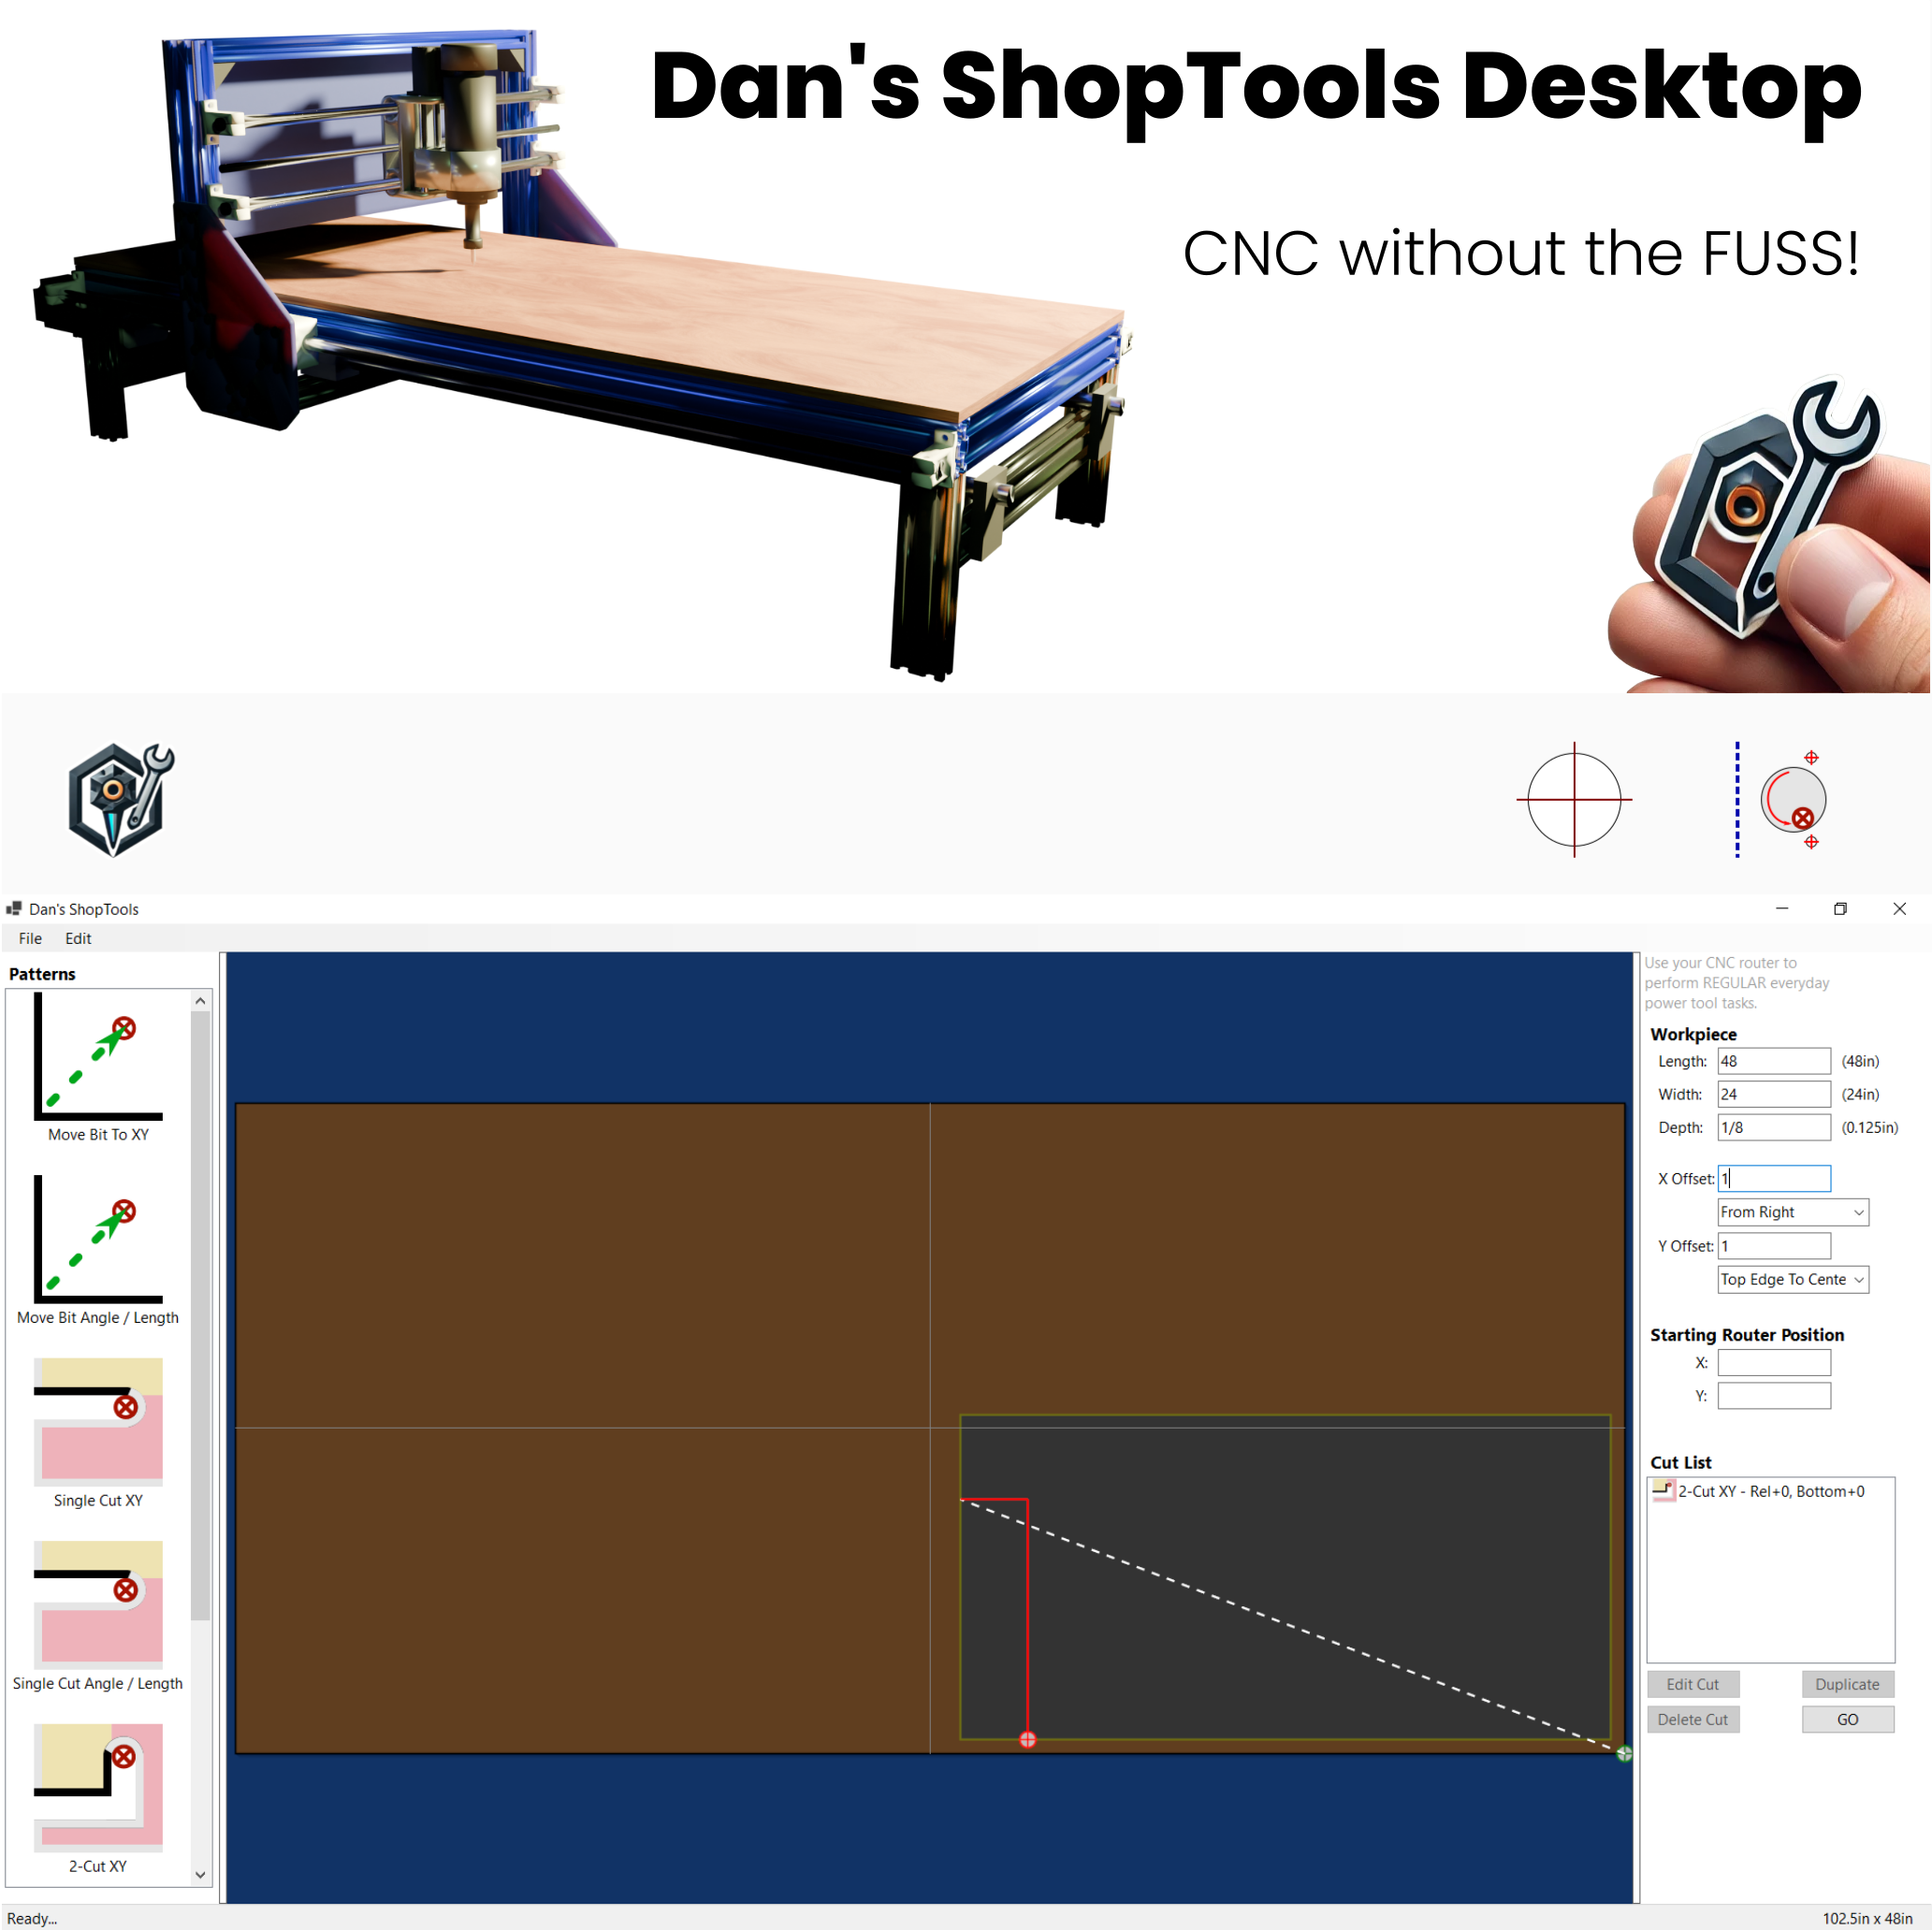 Dan's ShopTools Desktop
CNC without the FUSS!
Dan's ShopTools
File Edit
Patterns
Move Bit To XY
Move Bit Angle / Length
Single Cut XY
Single Cut Angle / Length
2-Cut XY
Use your CNC router to
perform REGULAR everyday
power tool tasks.
Workpiece
Length: 48 (48in)
Width: 24 (24in)
Depth: 1/8 (0.125in)
X Offset: 1
From Right
Y Offset: 1
Top Edge To Cente
Starting Router Position
X:
Y:
Cut List
2-Cut XY - Rel+0, Bottom+0
Edit Cut Duplicate
Delete Cut GO
Ready... 102.5in x 48in